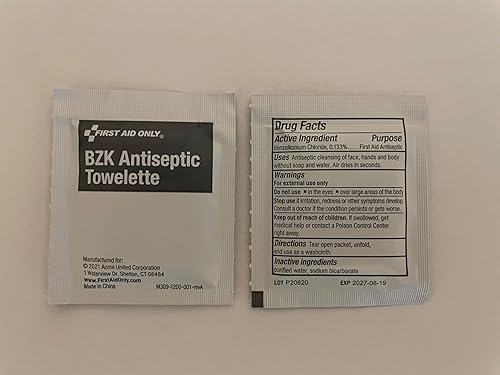 FIRST AID ONLY®
BZK Antiseptic
Towelette
Manufactured for:
© 2021 Acme United Corporation
1 Waterview Dr. Shelton, CT 06484
www.FirstAidOnly.com
Made in China
M309-1200-001-revA
Drug Facts
Active Ingredient Purpose
Benzalkonium Chloride, 0.133%......First Aid Antiseptic
Uses Antiseptic cleansing of face, hands and body
without soap and water. Air dries in seconds.
Warnings
For external use only
Do not use ▪ in the eyes ▪ over large areas of the body
Stop use if irritation, redness or other symptoms develop.
Consult a doctor if the condition persists or gets worse.
Keep out of reach of children. If swallowed, get
medical help or contact a Poison Control Center
right away.
Directions Tear open packet, unfold,
and use as a washcloth.
Inactive Ingredients
purified water, sodium bicarbonate
LOT P20620 EXP 2027-06-19